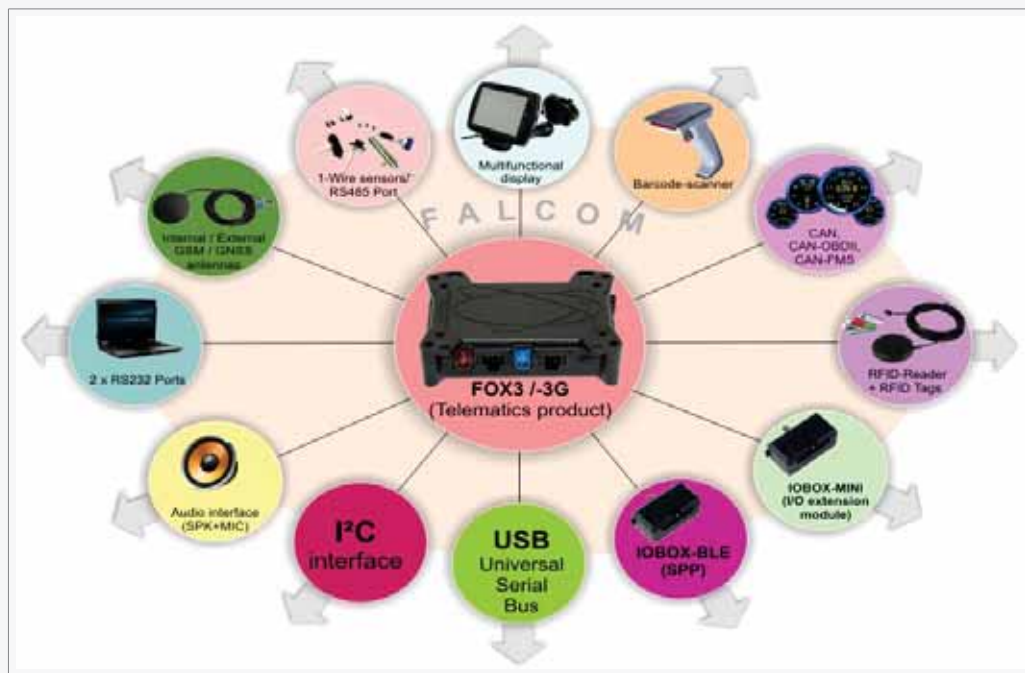 Multifunctional
display
1-Wire sensors/
RS485 Port
Barcode-scanner
FALCOM
Internal / External
GSM / GNSS
antennas
CAN,
CAN-OBDII,
CAN-FMS
2 x RS232 Ports
RFID-Reader
+ RFID Tags
FOX3 /-3G
(Telematics product)
Audio interface
(SPK+MIC)
IOBOX-MINI
(I/O extension
module)
I²C
interface
USB
Universal
Serial
Bus
IOBOX-BLE
(SPP)